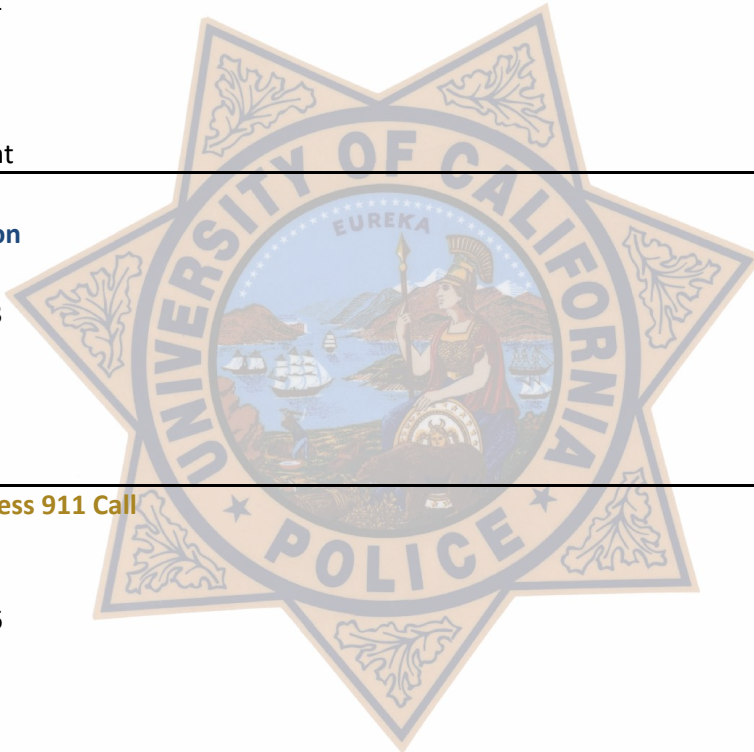 nt
on
UNIVERSITY OF CALIFORNIA
EUREKA
ess 911 Call
★ POLICE ★